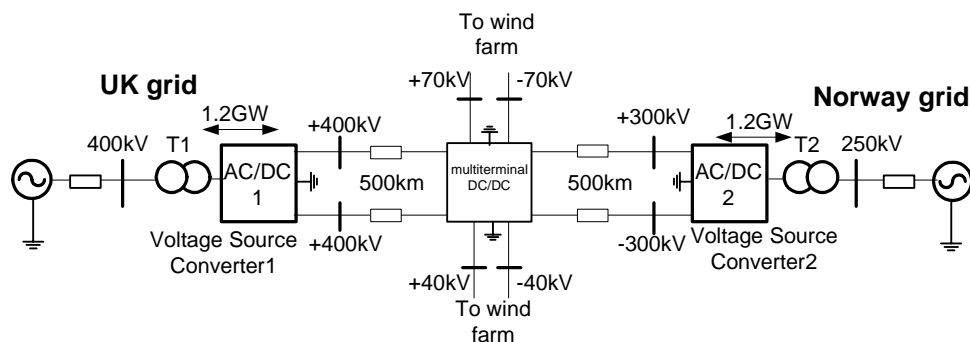 To wind
farm
+70kV
-70kV
UK grid
Norway grid
1.2GW
+400kV
+300kV
1.2GW
400kV
T1
T2
250kV
AC/DC
1
500km
multiterminal
DC/DC
500km
AC/DC
2
Voltage Source
Converter1
+400kV
-300kV
Voltage Source
Converter2
+40kV
-40kV
To wind
farm